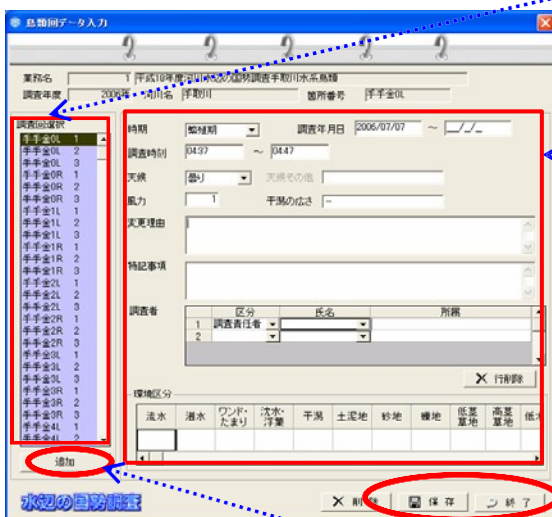 鳥類回データ入力
業務名 1 平成18年度河川水辺の国勢調査手取川水系鳥類
調査年度 2006年 河川名 手取川 箇所番号 手手金0L
調査回選択
手手金0L 1
手手金0L 2
手手金0L 3
手手金0R 1
手手金0R 2
手手金0R 3
手手金1L 1
手手金1L 2
手手金1L 3
手手金1R 1
手手金1R 2
手手金1R 3
手手金2L 1
手手金2L 2
手手金2L 3
手手金2R 1
手手金2R 2
手手金2R 3
手手金3L 1
手手金3L 2
手手金3L 3
手手金3R 1
手手金3R 2
手手金3R 3
手手金4L 1
手手金4L 2
追加
時期 繁殖期 調査年月日 2006/07/07 ～ _/_/_
調査時刻 04:37 ～ 04:47
天候 曇り 天候その他
風力 1 干潟の広さ -
変更理由
特記事項
調査者 区分 氏名 所属
1 調査責任者
2
行削除
環境区分
流水 湛水 ワンド・たまり 沈水・浮葉 干潟 土泥地 砂地 礫地 低茎草地 高茎草地 低木
水辺の国勢調査
削除 保存 終了